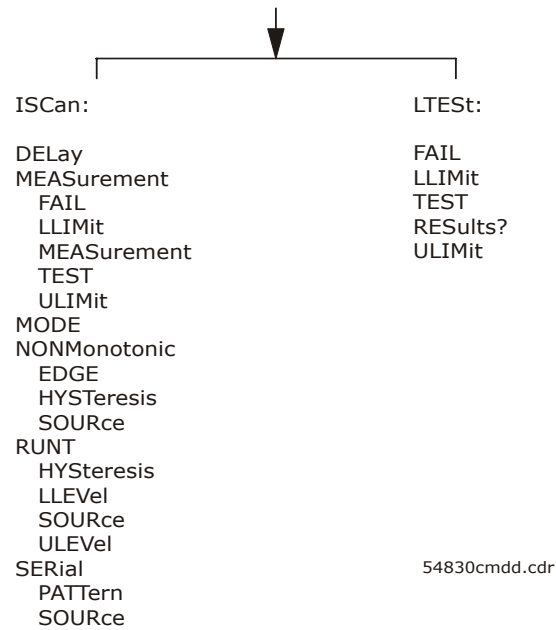 ISCan:
DELay
MEASurement
FAIL
LLIMit
MEASurement
TEST
ULIMit
MODE
NONMonotonic
EDGE
HYSTeresis
SOURce
RUNT
HYSteresis
LLEVel
SOURce
ULEVel
SERial
PATTern
SOURce
LTESt:
FAIL
LLIMit
TEST
RESults?
ULIMit
54830cmdd.cdr